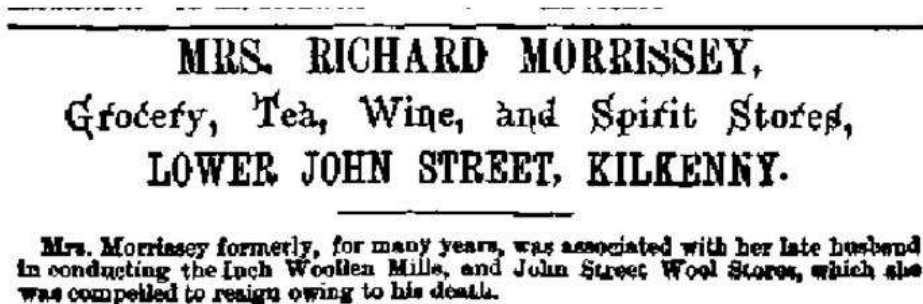 MRS. RICHARD MORRISSEY,
Grocery, Tea, Wine, and Spirit Stores,
LOWER JOHN STREET, KILKENNY.
Mrs. Morrissey formerly, for many years, was associated with her late husband
in conducting the Inch Woollen Mills, and John Street Wool Stores, which she
was compelled to resign owing to his death.